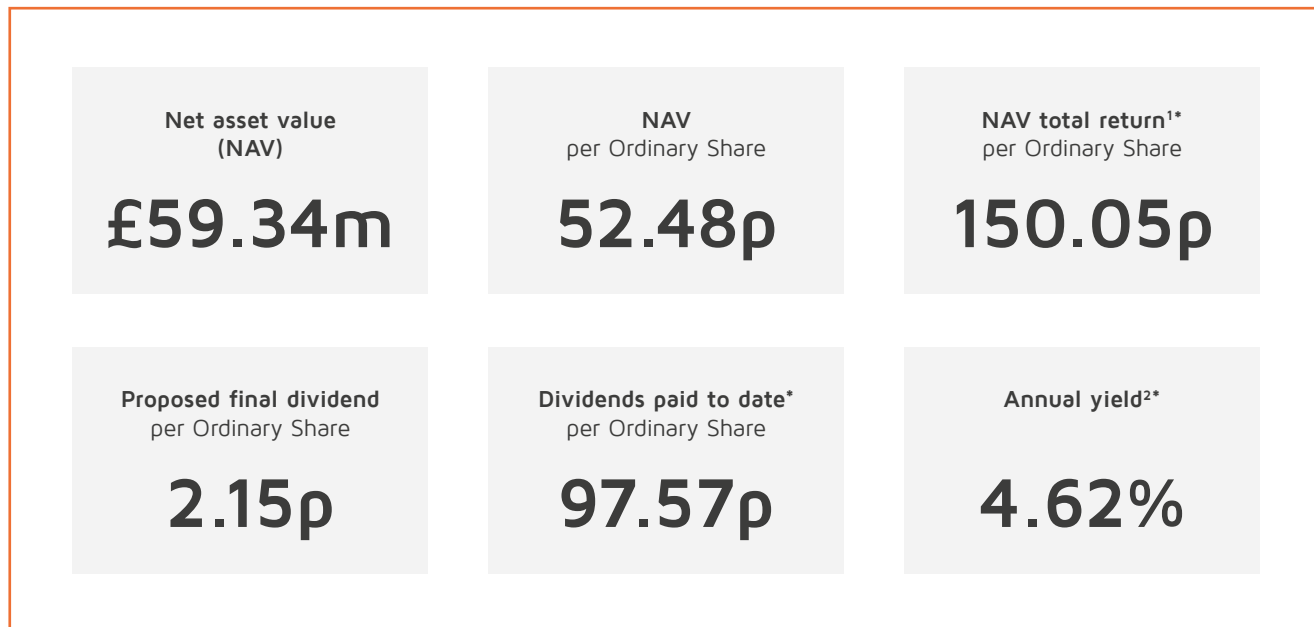 Net asset value
(NAV)
£59.34m
NAV
per Ordinary Share
52.48p
NAV total return¹*
per Ordinary Share
150.05p
Proposed final dividend
per Ordinary Share
2.15p
Dividends paid to date*
per Ordinary Share
97.57p
Annual yield²*
4.62%